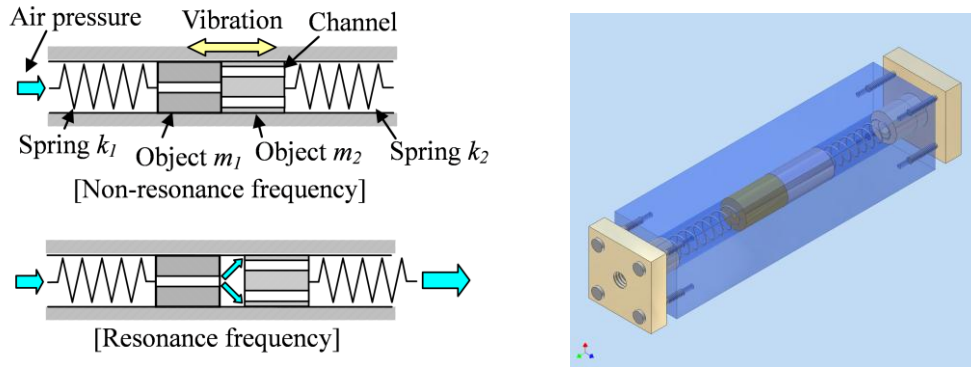 Air pressure
Vibration
Channel
Spring k1
Object m1
Object m2
Spring k2
[Non-resonance frequency]
[Resonance frequency]